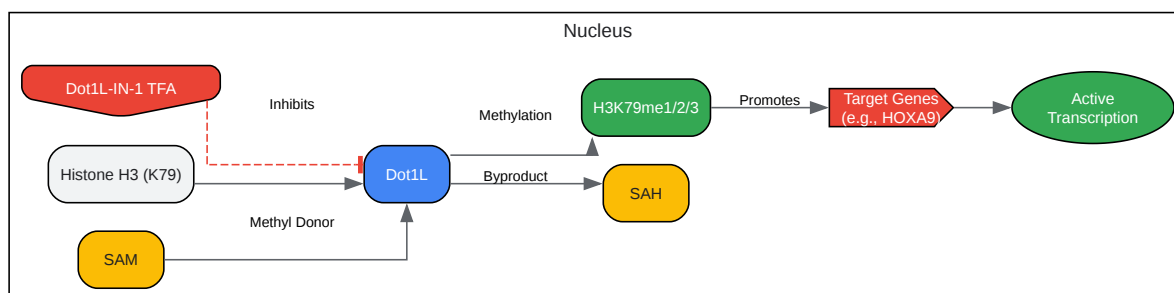 Nucleus
Dot1L-IN-1 TFA
Inhibits
Methylation
H3K79me1/2/3
Promotes
Target Genes
(e.g., HOXA9)
Active
Transcription
Histone H3 (K79)
Dot1L
Byproduct
SAH
Methyl Donor
SAM